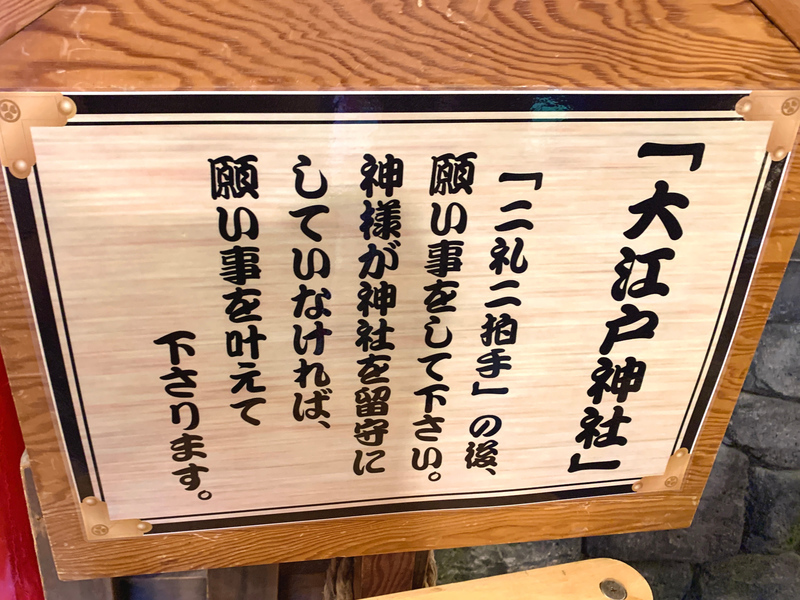 「大江戸神社」
「二礼二拍手」の後、
願い事をして下さい。
神様が神社を留守に
していなければ、
願い事を叶えて
下さります。